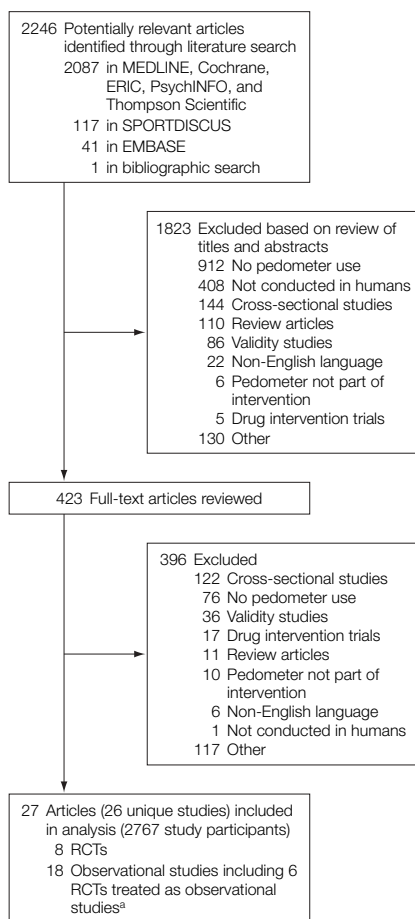 2246 Potentially relevant articles
identified through literature search
2087 in MEDLINE, Cochrane,
ERIC, PsychINFO, and
Thompson Scientific
117 in SPORTDISCUS
41 in EMBASE
1 in bibliographic search
1823 Excluded based on review of
titles and abstracts
912 No pedometer use
408 Not conducted in humans
144 Cross-sectional studies
110 Review articles
86 Validity studies
22 Non-English language
6 Pedometer not part of
intervention
5 Drug intervention trials
130 Other
423 Full-text articles reviewed
396 Excluded
122 Cross-sectional studies
76 No pedometer use
36 Validity studies
17 Drug intervention trials
11 Review articles
10 Pedometer not part of
intervention
6 Non-English language
1 Not conducted in humans
117 Other
27 Articles (26 unique studies) included
in analysis (2767 study participants)
8 RCTs
18 Observational studies including 6
RCTs treated as observational
studiesa